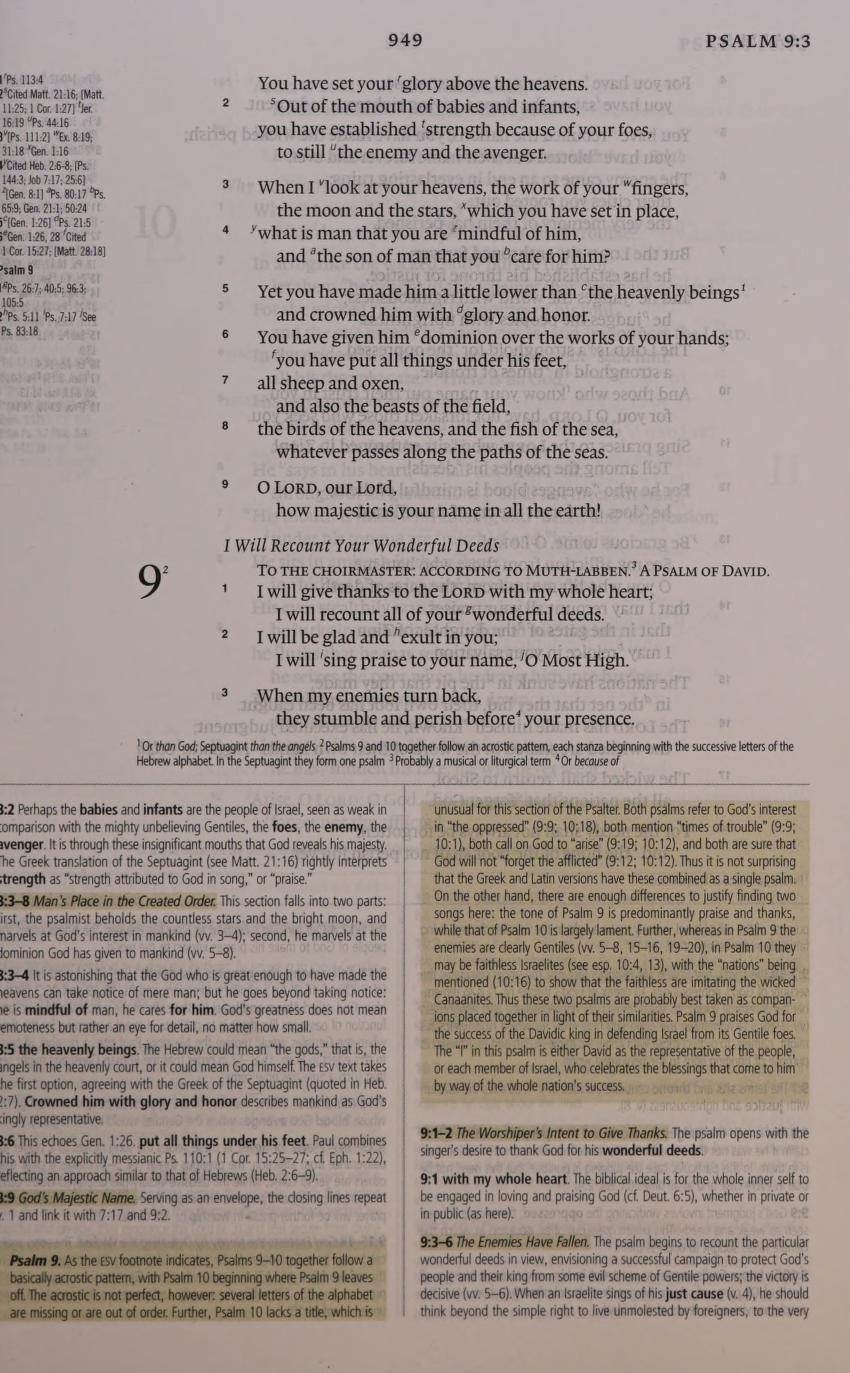 949
PSALM 9:3
Ps. 113:4
Cited Matt. 21:16; [Matt.
11:25; 1 Cor. 1:27] Jer.
16:19 Ps. 44:16
[Ps. 111:2] Ex. 8:19;
31:18 Gen. 1:16
Cited Heb. 2:6-8; [Ps.
144:3; Job 7:17; 25:6]
[Gen. 8:1] Ps. 80:17 Ps.
65:9; Gen. 21:1; 50:24
[Gen. 1:26] Ps. 21:5
Gen. 1:26, 28 Cited
1 Cor. 15:27; [Matt. 28:18]
Psalm 9
Ps. 26:7; 40:5; 96:3;
105:5
Ps. 5:11 Ps. 7:17 See
Ps. 83:18
You have set your rglory above the heavens.
2 sOut of the mouth of babies and infants,
you have established tstrength because of your foes,
to still uthe enemy and the avenger.
3 When I vlook at your heavens, the work of your wfingers,
the moon and the stars, xwhich you have set in place,
4 ywhat is man that you are zmindful of him,
and athe son of man that you bcare for him?
5 Yet you have made him a little lower than cthe heavenly beings1
and crowned him with dglory and honor.
6 You have given him edominion over the works of your hands;
fyou have put all things under his feet,
7 all sheep and oxen,
and also the beasts of the field,
8 the birds of the heavens, and the fish of the sea,
whatever passes along the paths of the seas.
9 O LORD, our Lord,
how majestic is your name in all the earth!
I Will Recount Your Wonderful Deeds
9 2 TO THE CHOIRMASTER: ACCORDING TO MUTH-LABBEN.3 A PSALM OF DAVID.
1 I will give thanks to the LORD with my whole heart;
I will recount all of your gwonderful deeds.
2 I will be glad and hexult in you;
I will ising praise to your name, jO Most High.
3 When my enemies turn back,
they stumble and perish before4 your presence.
1 Or than God; Septuagint than the angels 2 Psalms 9 and 10 together follow an acrostic pattern, each stanza beginning with the successive letters of the
Hebrew alphabet. In the Septuagint they form one psalm 3 Probably a musical or liturgical term 4 Or because of
8:2 Perhaps the babies and infants are the people of Israel, seen as weak in
comparison with the mighty unbelieving Gentiles, the foes, the enemy, the
avenger. It is through these insignificant mouths that God reveals his majesty.
The Greek translation of the Septuagint (see Matt. 21:16) rightly interprets
strength as “strength attributed to God in song,” or “praise.”
8:3–8 Man's Place in the Created Order. This section falls into two parts:
first, the psalmist beholds the countless stars and the bright moon, and
marvels at God's interest in mankind (vv. 3–4); second, he marvels at the
dominion God has given to mankind (vv. 5–8).
8:3–4 It is astonishing that the God who is great enough to have made the
heavens can take notice of mere man; but he goes beyond taking notice:
he is mindful of man, he cares for him. God's greatness does not mean
remoteness but rather an eye for detail, no matter how small.
8:5 the heavenly beings. The Hebrew could mean “the gods,” that is, the
angels in the heavenly court, or it could mean God himself. The ESV text takes
the first option, agreeing with the Greek of the Septuagint (quoted in Heb.
2:7). Crowned him with glory and honor describes mankind as God's
kingly representative.
8:6 This echoes Gen. 1:26. put all things under his feet. Paul combines
this with the explicitly messianic Ps. 110:1 (1 Cor. 15:25–27; cf. Eph. 1:22),
reflecting an approach similar to that of Hebrews (Heb. 2:6–9).
8:9 God's Majestic Name. Serving as an envelope, the closing lines repeat
v. 1 and link it with 7:17 and 9:2.
Psalm 9. As the ESV footnote indicates, Psalms 9–10 together follow a
basically acrostic pattern, with Psalm 10 beginning where Psalm 9 leaves
off. The acrostic is not perfect, however: several letters of the alphabet
are missing or are out of order. Further, Psalm 10 lacks a title, which is
unusual for this section of the Psalter. Both psalms refer to God's interest
in “the oppressed” (9:9; 10:18), both mention “times of trouble” (9:9;
10:1), both call on God to “arise” (9:19; 10:12), and both are sure that
God will not “forget the afflicted” (9:12; 10:12). Thus it is not surprising
that the Greek and Latin versions have these combined as a single psalm.
On the other hand, there are enough differences to justify finding two
songs here: the tone of Psalm 9 is predominantly praise and thanks,
while that of Psalm 10 is largely lament. Further, whereas in Psalm 9 the
enemies are clearly Gentiles (vv. 5–8, 15–16, 19–20), in Psalm 10 they
may be faithless Israelites (see esp. 10:4, 13), with the “nations” being
mentioned (10:16) to show that the faithless are imitating the wicked
Canaanites. Thus these two psalms are probably best taken as compan-
ions placed together in light of their similarities. Psalm 9 praises God for
the success of the Davidic king in defending Israel from its Gentile foes.
The “I” in this psalm is either David as the representative of the people,
or each member of Israel, who celebrates the blessings that come to him
by way of the whole nation's success.
9:1–2 The Worshiper's Intent to Give Thanks. The psalm opens with the
singer's desire to thank God for his wonderful deeds.
9:1 with my whole heart. The biblical ideal is for the whole inner self to
be engaged in loving and praising God (cf. Deut. 6:5), whether in private or
in public (as here).
9:3–6 The Enemies Have Fallen. The psalm begins to recount the particular
wonderful deeds in view, envisioning a successful campaign to protect God's
people and their king from some evil scheme of Gentile powers; the victory is
decisive (vv. 5–6). When an Israelite sings of his just cause (v. 4), he should
think beyond the simple right to live unmolested by foreigners, to the very